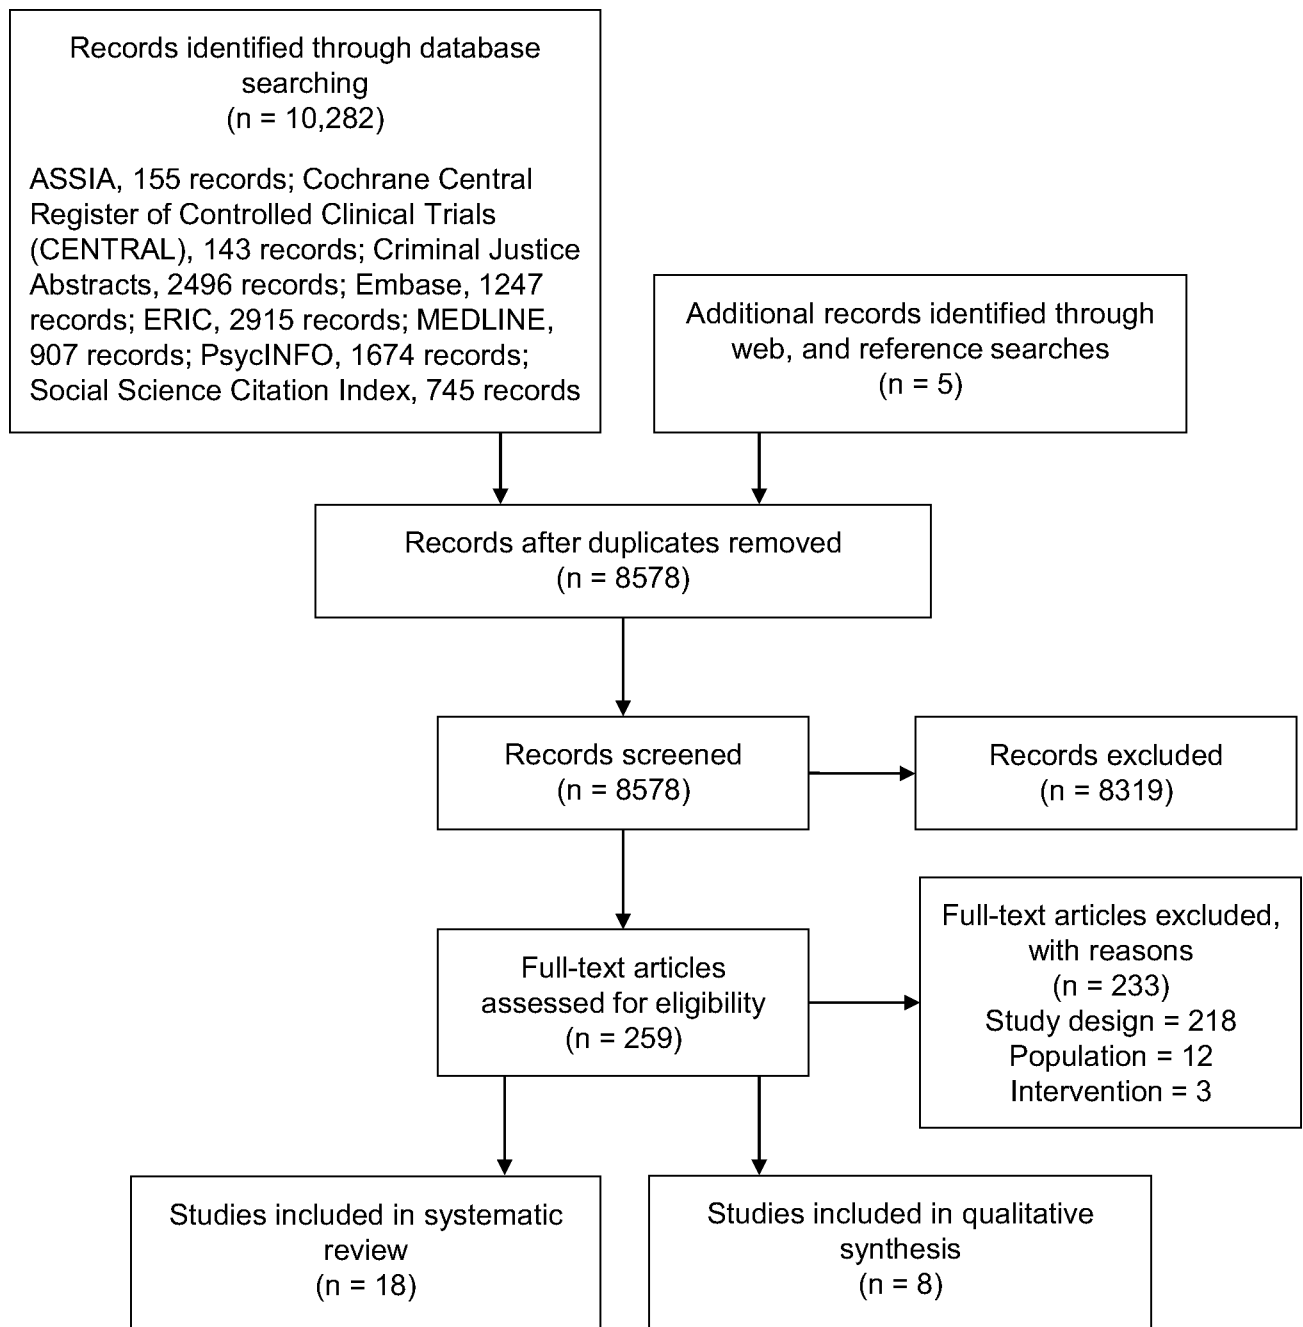 Records identified through database
searching
(n = 10,282)
ASSIA, 155 records; Cochrane Central
Register of Controlled Clinical Trials
(CENTRAL), 143 records; Criminal Justice
Abstracts, 2496 records; Embase, 1247
records; ERIC, 2915 records; MEDLINE,
907 records; PsycINFO, 1674 records;
Social Science Citation Index, 745 records
Additional records identified through
web, and reference searches
(n = 5)
Records after duplicates removed
(n = 8578)
Records screened
(n = 8578)
Records excluded
(n = 8319)
Full-text articles
assessed for eligibility
(n = 259)
Full-text articles excluded,
with reasons
(n = 233)
Study design = 218
Population = 12
Intervention = 3
Studies included in systematic
review
(n = 18)
Studies included in qualitative
synthesis
(n = 8)